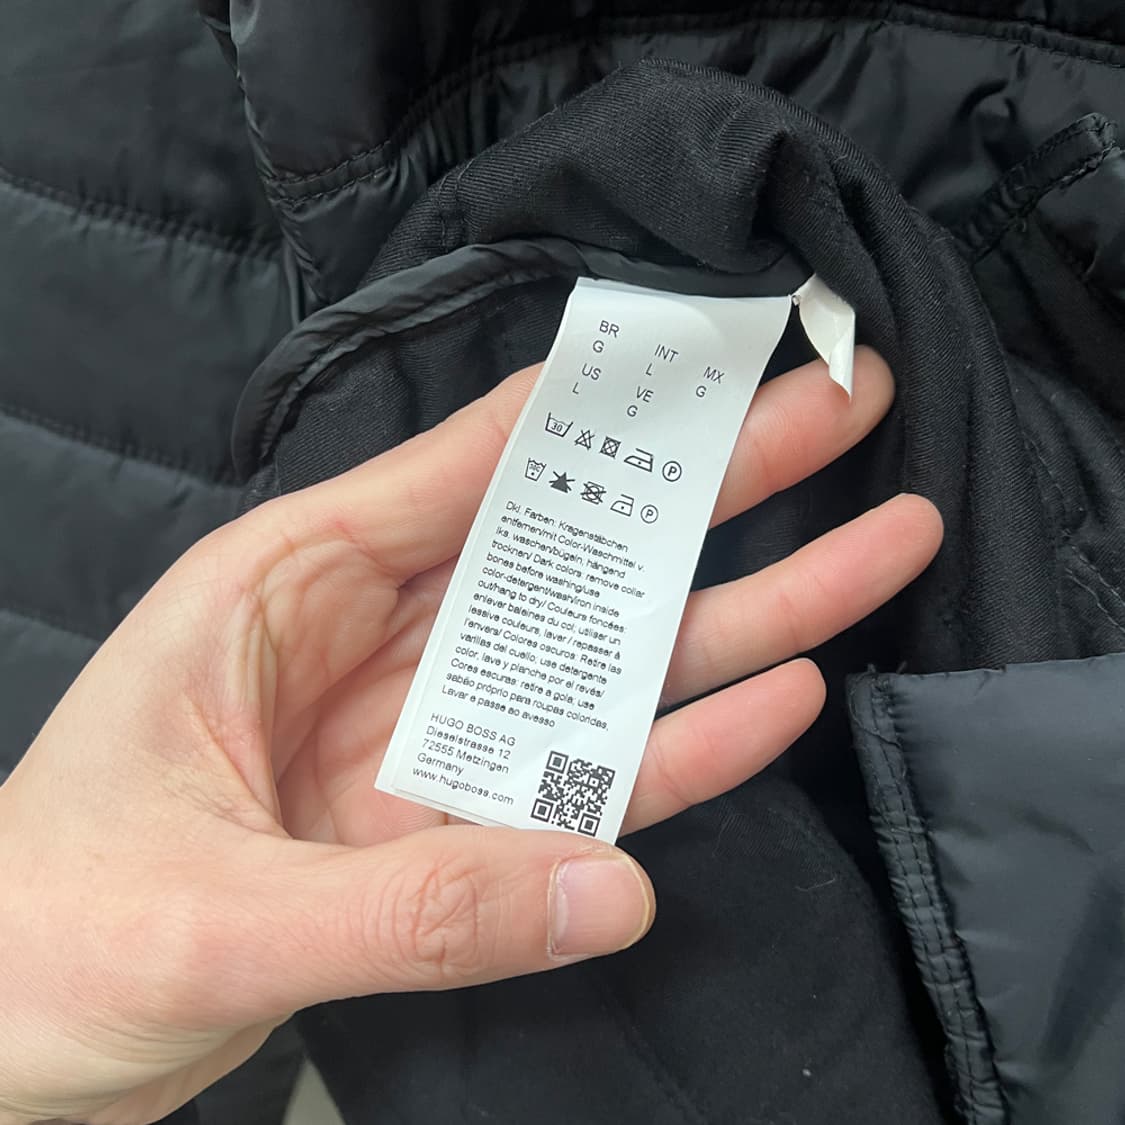 BR
G
INT
L
MX
G
US
L
VE
G
30
P
30C
P
Dkl. Farben: Kragenstäbchen
entfernen/mit Color-Waschmittel v.
lks. waschen/bügeln, hängend
trocknen/ Dark colors: remove collar
bones before washing/use
color-detergent/wash/iron inside
out/hang to dry/ Couleurs foncées:
enlever baleines du col; utiliser un
lessive couleurs, laver / repasser à
l'envers/ Colores oscuros: Retire las
varillas del cuello; use detergente
color, lave y planche por el revés/
Cores escuras: retire a gola; use
sabão próprio para roupas coloridas,
Lavar e passe ao avesso
HUGO BOSS AG
Dieselstrasse 12
72555 Metzingen
Germany
www.hugoboss.com